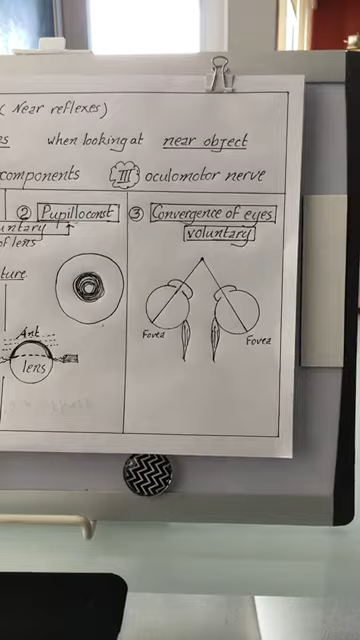 ( Near reflexes)
es when looking at near object
components III oculomotor nerve
② Pupilloconst
③ Convergence of eyes
voluntary
untary
of lens
ture
Ant
lens
Fovea
Fovea